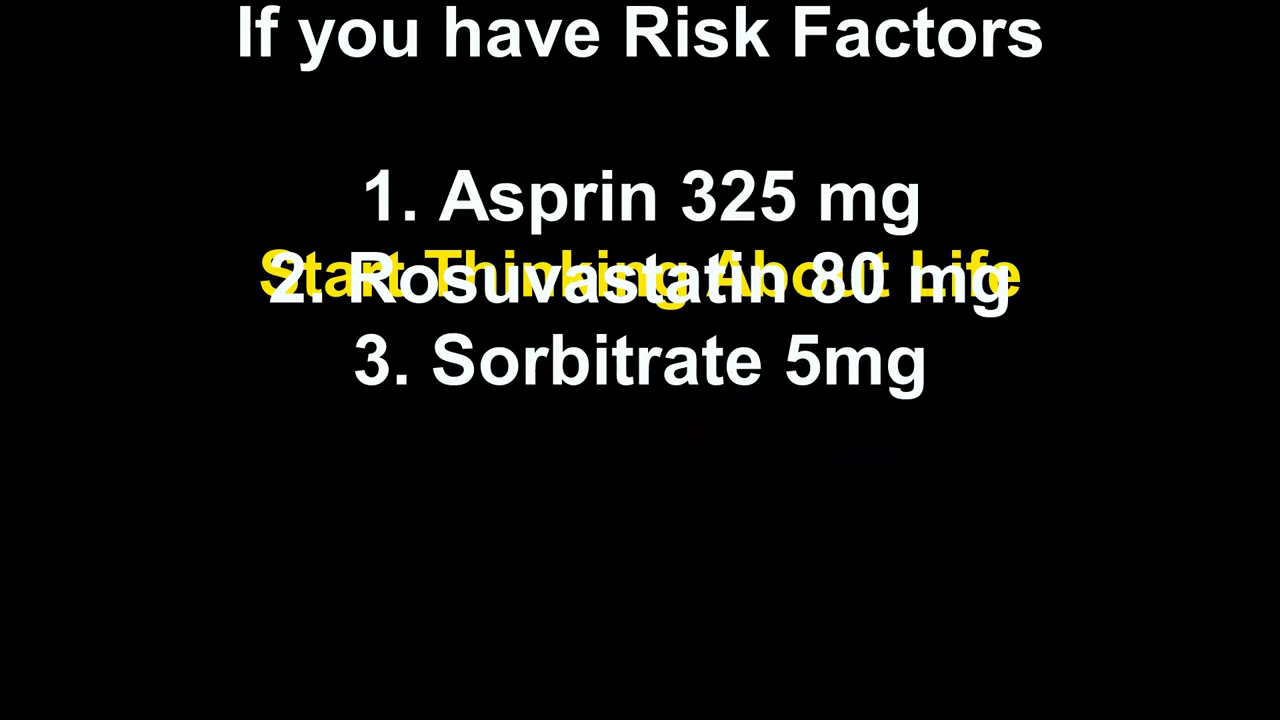 If you have Risk Factors
1. Asprin 325 mg
Start Thinking About Life
2. Rosuvastatin 80 mg
3. Sorbitrate 5mg